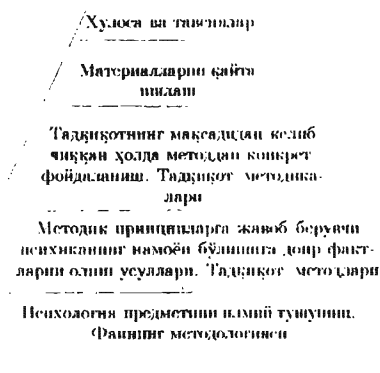 Хулоса ва тавсиялар
Материалларни қайта
ишлаш
Тадқиқотнинг мақсадидан келиб
чиққан ҳолда методдан конкрет
фойдаланиш. Тадқиқот методика-
лари
Методик принципларга жавоб берувчи
психиканинг намоён бўлишига доир факт-
ларни олиш усуллари. Тадқиқот методлари
Психология предметини илмий тушуниш.
Фаннинг методологияси